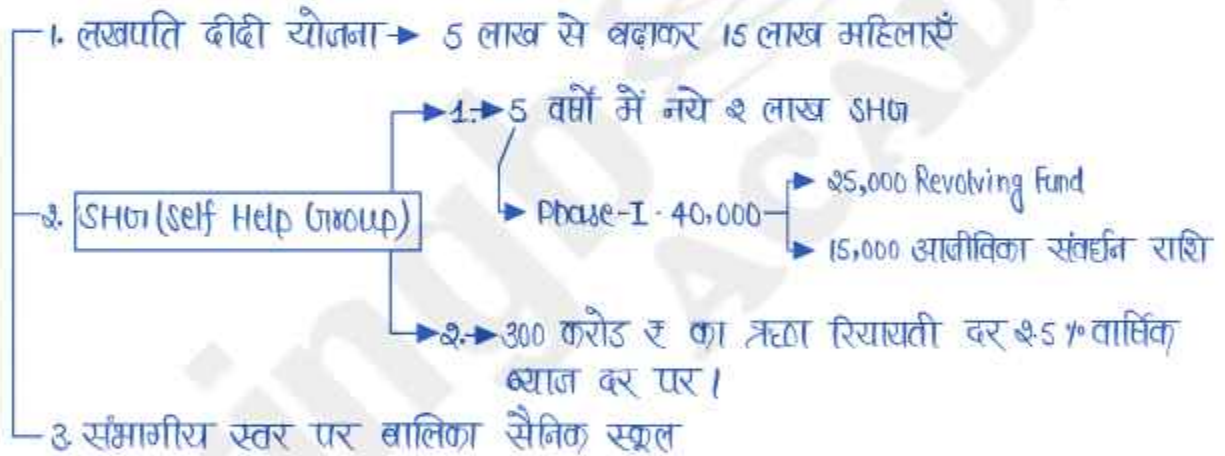 1. लखपति दीदी योजना → 5 लाख से बढ़ाकर 15 लाख महिलाएँ
1. → 5 वर्षो में नये 2 लाख SHG
2. SHG (Self Help Group)
Phase-I - 40,000
25,000 Revolving Fund
15,000 आजीविका संवर्धन राशि
2. → 300 करोड ₹ का ऋण रियायती दर 2.5 % वार्षिक
ब्याज दर पर।
3. संभागीय स्तर पर बालिका सैनिक स्कूल